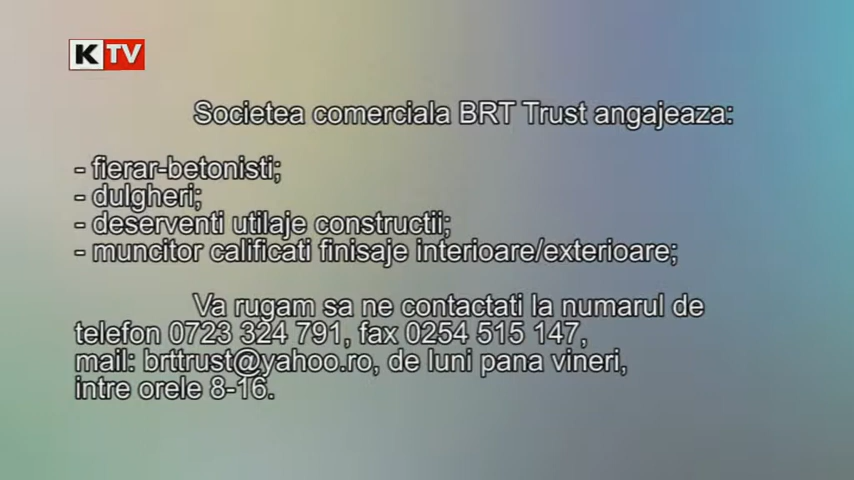 KTV
Societea comerciala BRT Trust angajeaza:
- fierar-betonisti;
- dulgheri;
- deserventi utilaje constructii;
- muncitor calificati finisaje interioare/exterioare;
Va rugam sa ne contactati la numarul de
telefon 0723 324 791, fax 0254 515 147,
mail: brttrust@yahoo.ro, de luni pana vineri,
intre orele 8-16.